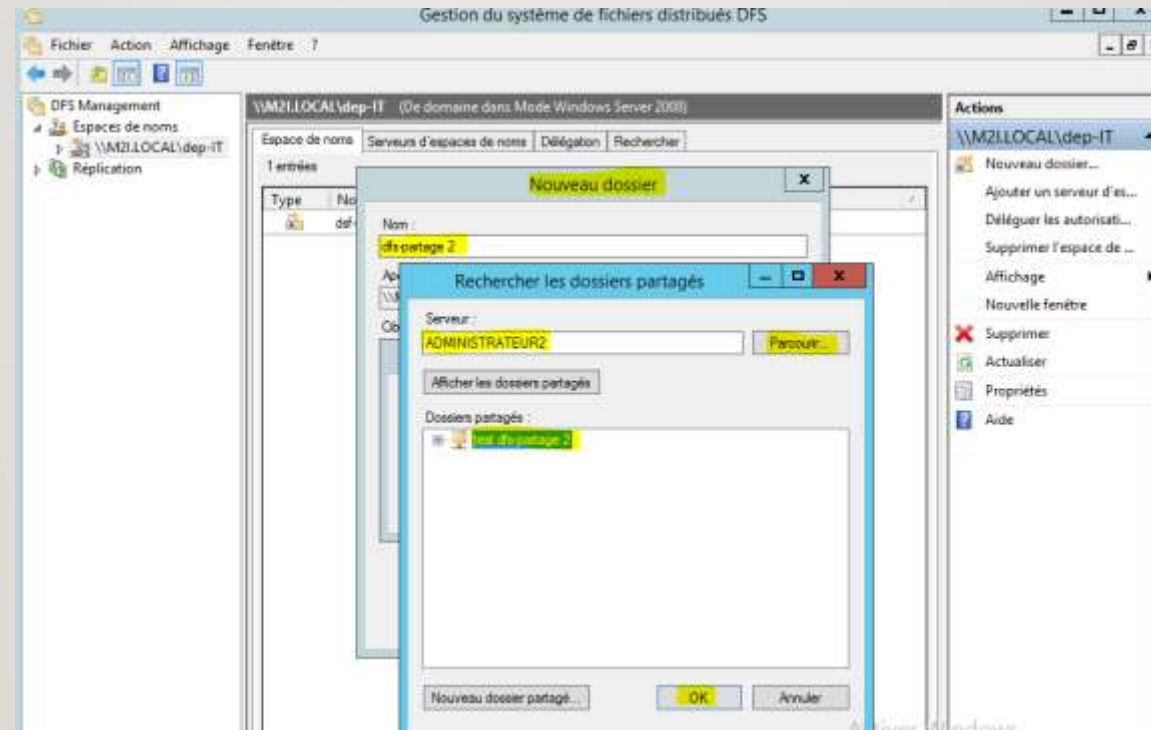 Gestion du système de fichiers distribués DFS
Fichier Action Affichage Fenêtre ?
DFS Management
Espaces de noms
\\M2I.LOCAL\dep-IT
Réplication
\\M2I.LOCAL\dep-IT (De domaine dans Mode Windows Server 2008)
Espace de noms Serveurs d'espaces de noms Délégation Rechercher
1 entrées
Type No
Nouveau dossier
Nom :
dfs-partage 2
Rechercher les dossiers partagés
Serveur :
ADMINISTRATEUR2
Parcourir...
Afficher les dossiers partagés
Dossiers partagés :
test dfs-partage 2
Nouveau dossier partagé...
OK
Annuler
Actions
\\M2I.LOCAL\dep-IT
Nouveau dossier...
Ajouter un serveur d'es...
Déléguer les autorisati...
Supprimer l'espace de ...
Affichage
Nouvelle fenêtre
Supprimer
Actualiser
Propriétés
Aide